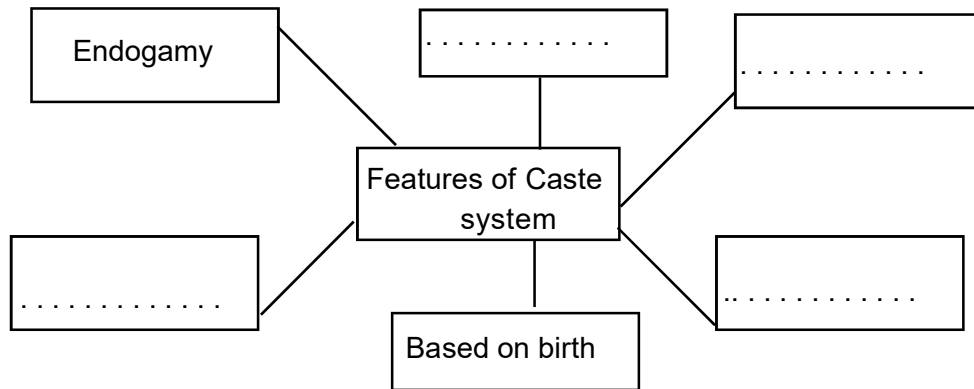 Endogamy
. . . . . . . . . . . .
. . . . . . . . . . . .
Features of Caste
system
. . . . . . . . . . . . .
.. . . . . . . . . . . .
Based on birth